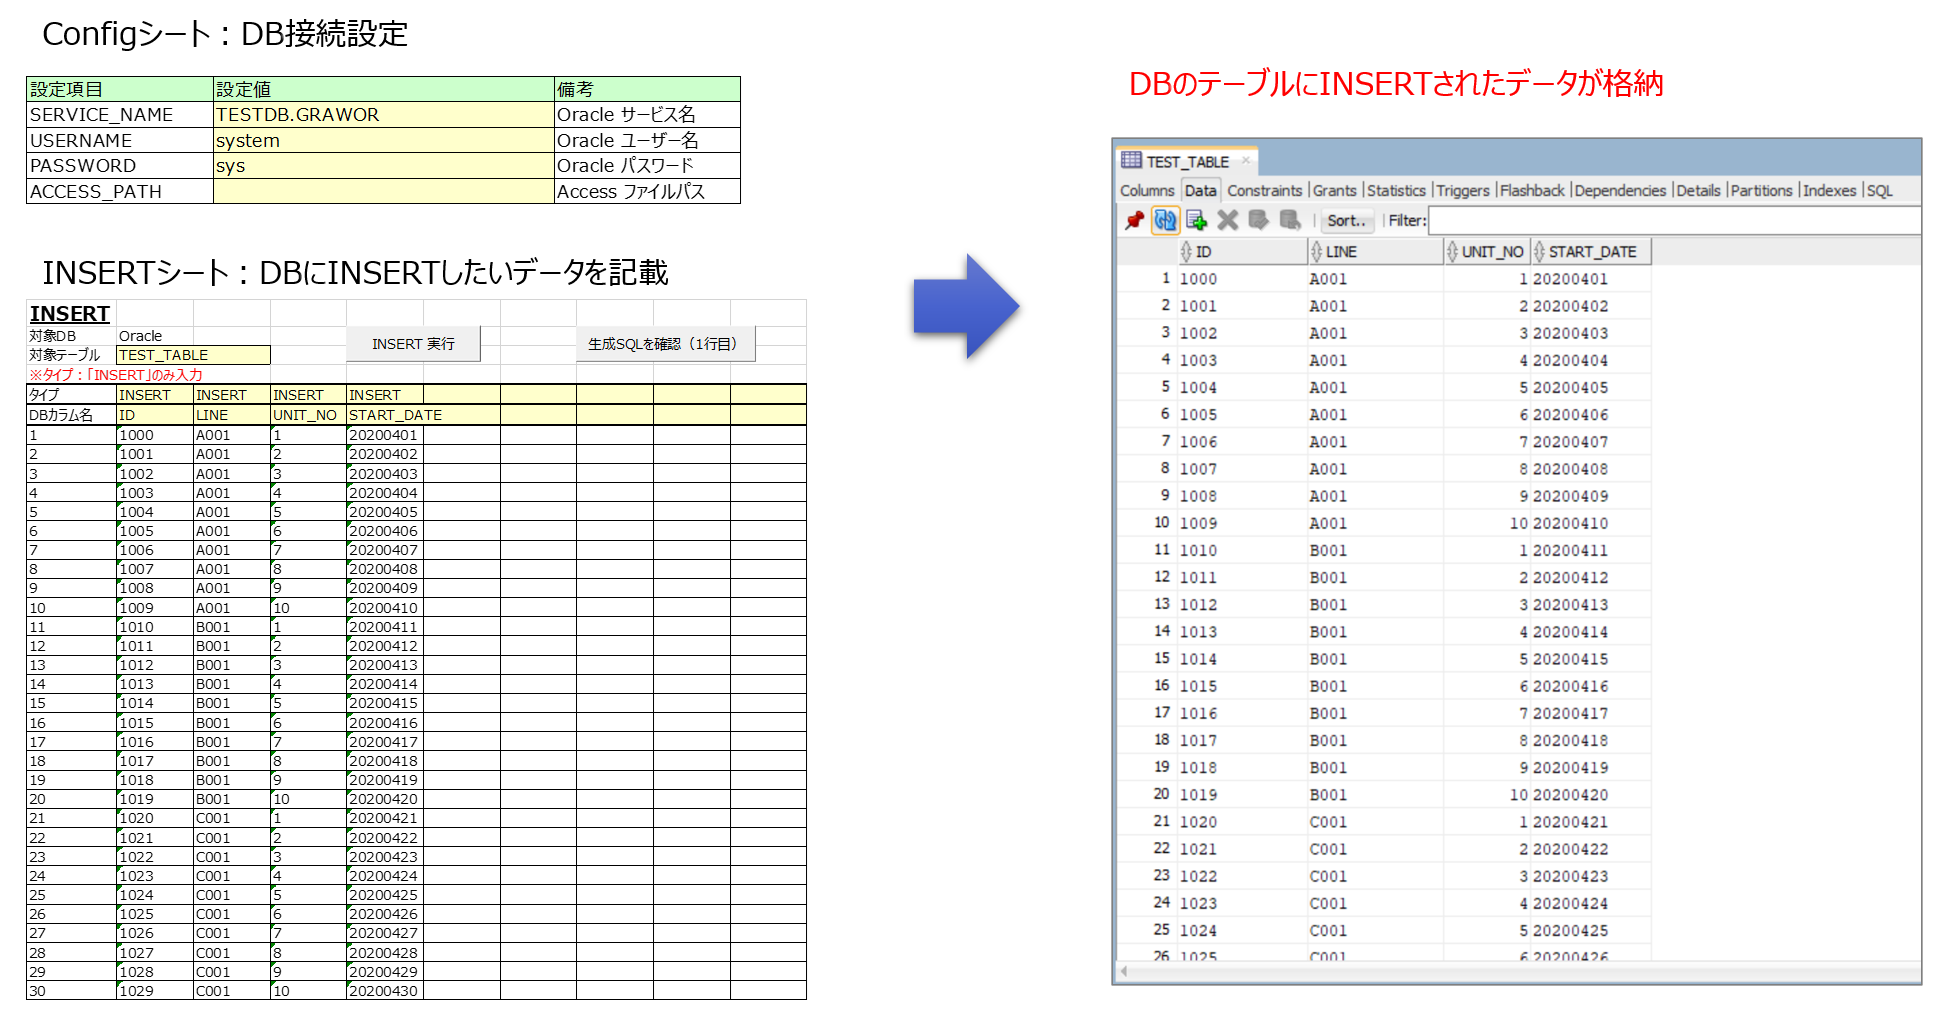 Configシート：DB接続設定
設定項目 設定値 備考
SERVICE_NAME TESTDB.GRAWOR Oracle サービス名
USERNAME system Oracle ユーザー名
PASSWORD sys Oracle パスワード
ACCESS_PATH Access ファイルパス
INSERTシート：DBにINSERTしたいデータを記載
INSERT
対象DB Oracle
対象テーブル TEST_TABLE
INSERT 実行 生成SQLを確認（1行目）
※タイプ：「INSERT」のみ入力
タイプ INSERT INSERT INSERT INSERT
DBカラム名 ID LINE UNIT_NO START_DATE
1 1000 A001 1 20200401
2 1001 A001 2 20200402
3 1002 A001 3 20200403
4 1003 A001 4 20200404
5 1004 A001 5 20200405
6 1005 A001 6 20200406
7 1006 A001 7 20200407
8 1007 A001 8 20200408
9 1008 A001 9 20200409
10 1009 A001 10 20200410
11 1010 B001 1 20200411
12 1011 B001 2 20200412
13 1012 B001 3 20200413
14 1013 B001 4 20200414
15 1014 B001 5 20200415
16 1015 B001 6 20200416
17 1016 B001 7 20200417
18 1017 B001 8 20200418
19 1018 B001 9 20200419
20 1019 B001 10 20200420
21 1020 C001 1 20200421
22 1021 C001 2 20200422
23 1022 C001 3 20200423
24 1023 C001 4 20200424
25 1024 C001 5 20200425
26 1025 C001 6 20200426
27 1026 C001 7 20200427
28 1027 C001 8 20200428
29 1028 C001 9 20200429
30 1029 C001 10 20200430
DBのテーブルにINSERTされたデータが格納
TEST_TABLE
Columns Data Constraints Grants Statistics Triggers Flashback Dependencies Details Partitions Indexes SQL
Sort.. Filter:
ID LINE UNIT_NO START_DATE
1 1000 A001 1 20200401
2 1001 A001 2 20200402
3 1002 A001 3 20200403
4 1003 A001 4 20200404
5 1004 A001 5 20200405
6 1005 A001 6 20200406
7 1006 A001 7 20200407
8 1007 A001 8 20200408
9 1008 A001 9 20200409
10 1009 A001 10 20200410
11 1010 B001 1 20200411
12 1011 B001 2 20200412
13 1012 B001 3 20200413
14 1013 B001 4 20200414
15 1014 B001 5 20200415
16 1015 B001 6 20200416
17 1016 B001 7 20200417
18 1017 B001 8 20200418
19 1018 B001 9 20200419
20 1019 B001 10 20200420
21 1020 C001 1 20200421
22 1021 C001 2 20200422
23 1022 C001 3 20200423
24 1023 C001 4 20200424
25 1024 C001 5 20200425
26 1025 C001 6 20200426